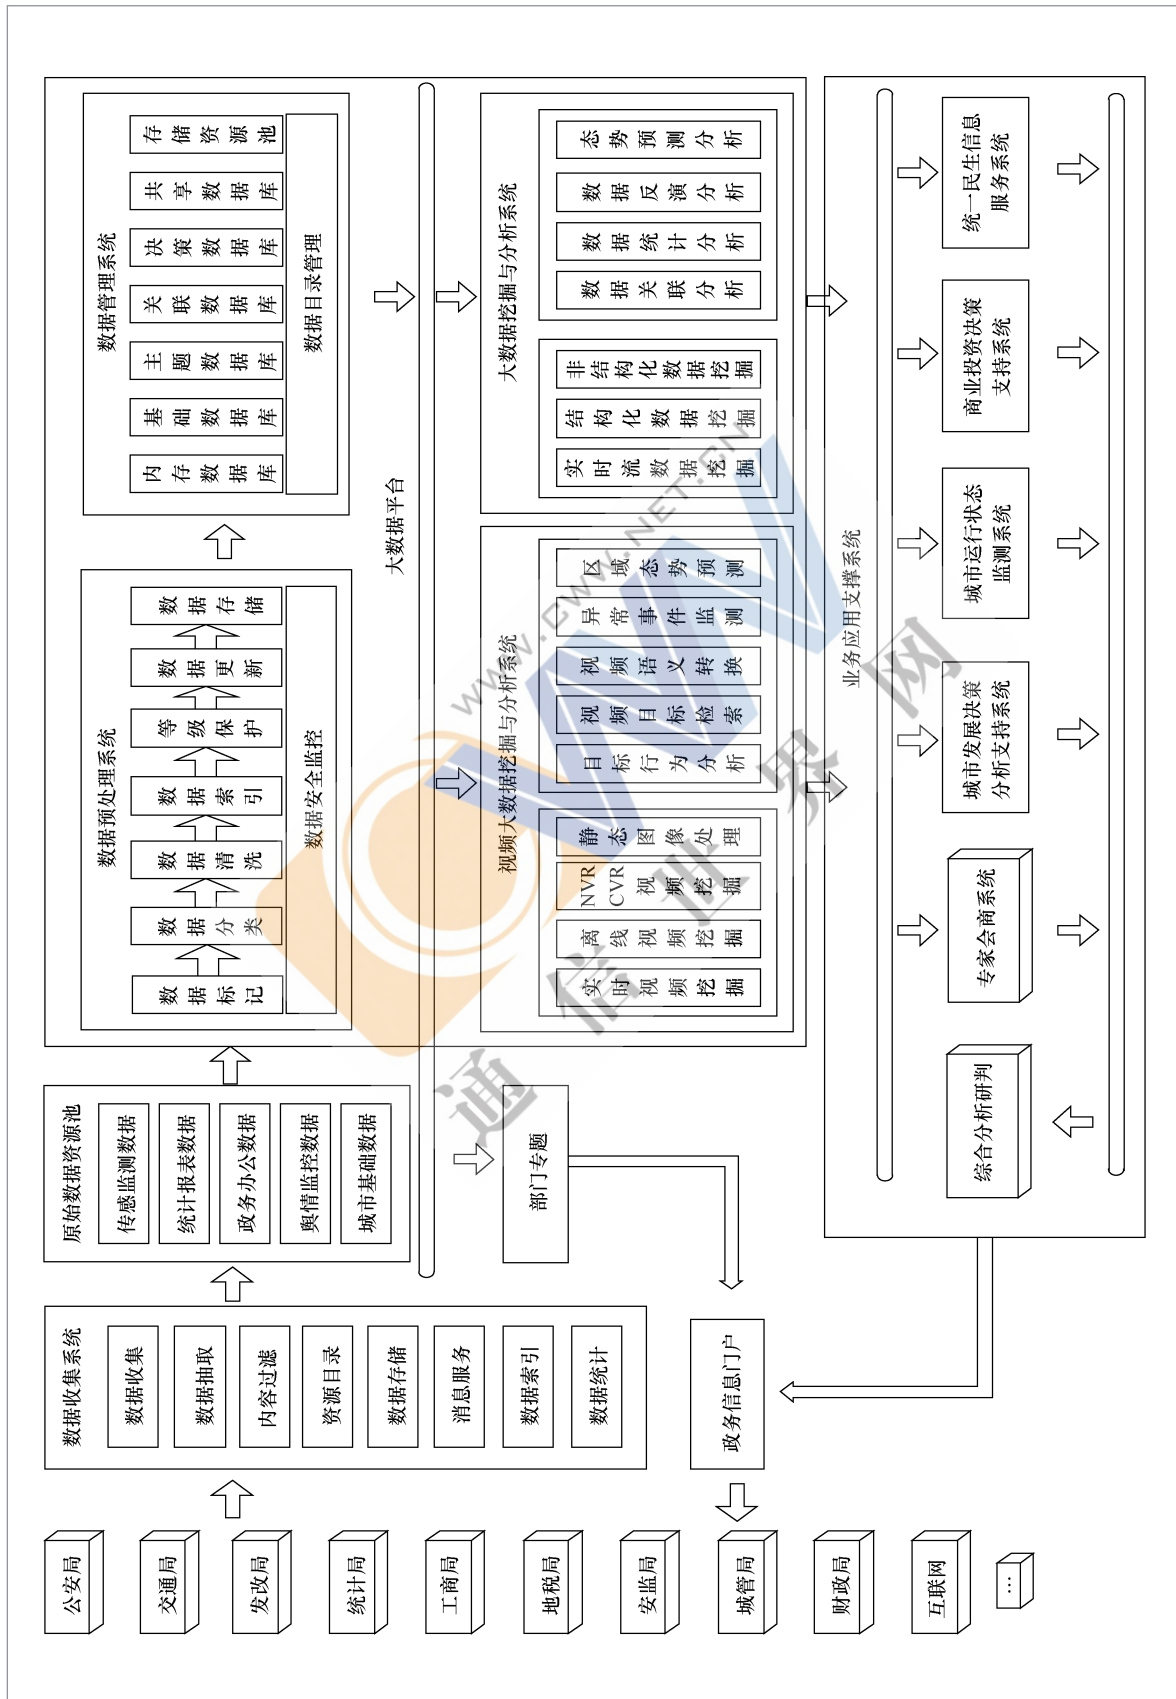 公安局
交通局
发改局
统计局
工商局
地税局
安监局
城管局
财政局
互联网
...
数据收集系统
数据收集
数据抽取
内容过滤
资源目录
数据存储
消息服务
数据索引
数据统计
政务信息门户
原始数据资源池
传感监测数据
统计报表数据
政务办公数据
舆情监控数据
城市基础数据
部门专题
大数据平台
数据预处理系统
数据标记
数据分类
数据清洗
数据索引
等级保护
数据更新
数据存储
数据安全监控
数据管理系统
内存数据库
基础数据库
主题数据库
关联数据库
决策数据库
共享数据库
存储资源池
数据目录管理
视频大数据挖掘与分析系统
实时视频挖掘
离线视频挖掘
NVR
CVR
视频挖掘
静态图像处理
目标行为分析
视频目标检索
视频语义转换
异常事件监测
区域态势预测
大数据挖掘与分析系统
实时流数据挖掘
结构化数据挖掘
非结构化数据挖掘
数据关联分析
数据统计分析
数据反演分析
态势预测分析
业务应用支撑系统
综合分析研判
专家会商系统
城市发展决策
分析支持系统
城市运行状态
监测系统
商业投资决策
支持系统
统一民生信息
服务系统
通信世界网
www.CWW.NET.CN